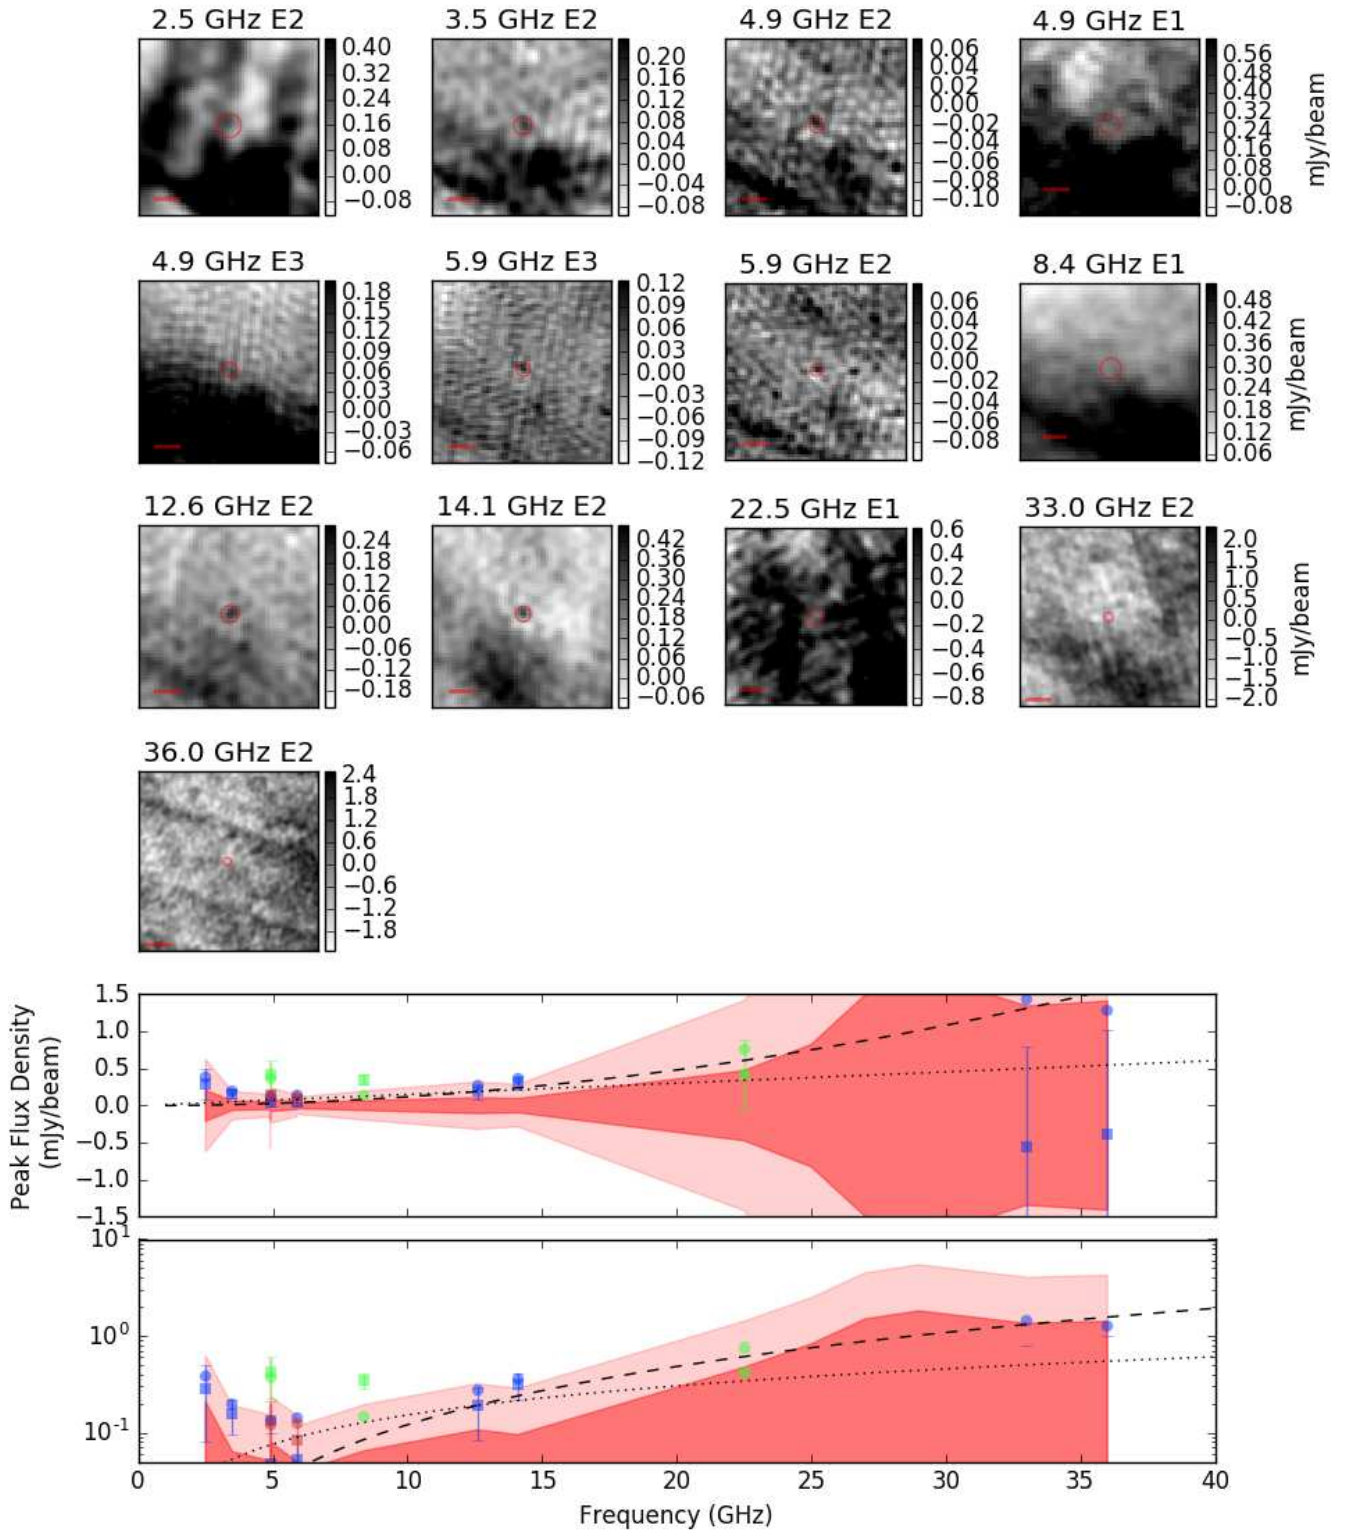 2.5 GHz E2 3.5 GHz E2 4.9 GHz E2 4.9 GHz E1
0.40 0.32 0.24 0.16 0.08 0.00 −0.08
0.20 0.16 0.12 0.08 0.04 0.00 −0.04 −0.08
0.06 0.04 0.02 0.00 −0.02 −0.04 −0.06 −0.08 −0.10
0.56 0.48 0.40 0.32 0.24 0.16 0.08 0.00 −0.08
mJy/beam
4.9 GHz E3 5.9 GHz E3 5.9 GHz E2 8.4 GHz E1
0.18 0.15 0.12 0.09 0.06 0.03 0.00 −0.03 −0.06
0.12 0.09 0.06 0.03 0.00 −0.03 −0.06 −0.09 −0.12
0.06 0.04 0.02 0.00 −0.02 −0.04 −0.06 −0.08
0.48 0.42 0.36 0.30 0.24 0.18 0.12 0.06
mJy/beam
12.6 GHz E2 14.1 GHz E2 22.5 GHz E1 33.0 GHz E2
0.24 0.18 0.12 0.06 0.00 −0.06 −0.12 −0.18
0.42 0.36 0.30 0.24 0.18 0.12 0.06 0.00 −0.06
0.6 0.4 0.2 0.0 −0.2 −0.4 −0.6 −0.8
2.0 1.5 1.0 0.5 0.0 −0.5 −1.0 −1.5 −2.0
mJy/beam
36.0 GHz E2
2.4 1.8 1.2 0.6 0.0 −0.6 −1.2 −1.8
Peak Flux Density
(mJy/beam)
1.5
1.0
0.5
0.0
−0.5
−1.0
−1.5
10¹
10⁰
10⁻¹
0 5 10 15 20 25 30 35 40
Frequency (GHz)